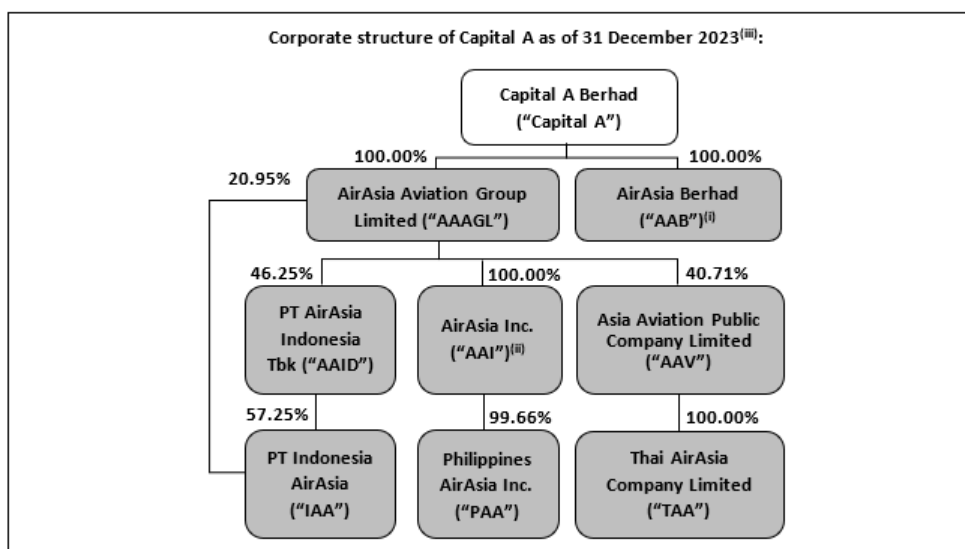 Corporate structure of Capital A as of 31 December 2023(iii):
Capital A Berhad
(“Capital A”)
100.00%
100.00%
20.95%
AirAsia Aviation Group
Limited (“AAAGL”)
AirAsia Berhad
(“AAB”)(i)
46.25%
100.00%
40.71%
PT AirAsia
Indonesia
Tbk (“AAID”)
AirAsia Inc.
(“AAI”)(ii)
Asia Aviation Public
Company Limited
(“AAV”)
57.25%
99.66%
100.00%
PT Indonesia
AirAsia
(“IAA”)
Philippines
AirAsia Inc.
(“PAA”)
Thai AirAsia
Company Limited
(“TAA”)